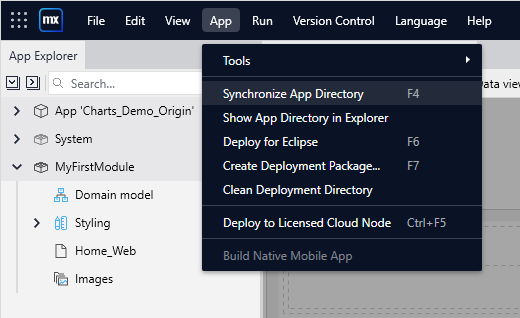 mx File Edit View App Run Version Control Language Help
App Explorer
Search...
App 'Charts_Demo_Origin'
System
MyFirstModule
Domain model
Styling
Home_Web
Images
Tools
Synchronize App Directory F4
Show App Directory in Explorer
Deploy for Eclipse F6
Create Deployment Package... F7
Clean Deployment Directory
Deploy to Licensed Cloud Node Ctrl+F5
Build Native Mobile App
Data view